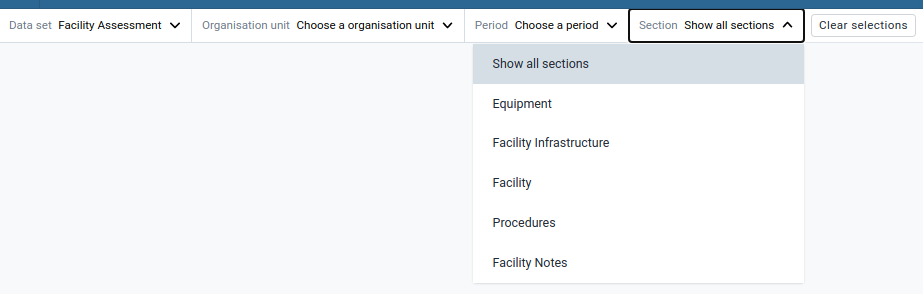 Data set Facility Assessment Organisation unit Choose a organisation unit Period Choose a period Section Show all sections Clear selections
Show all sections
Equipment
Facility Infrastructure
Facility
Procedures
Facility Notes